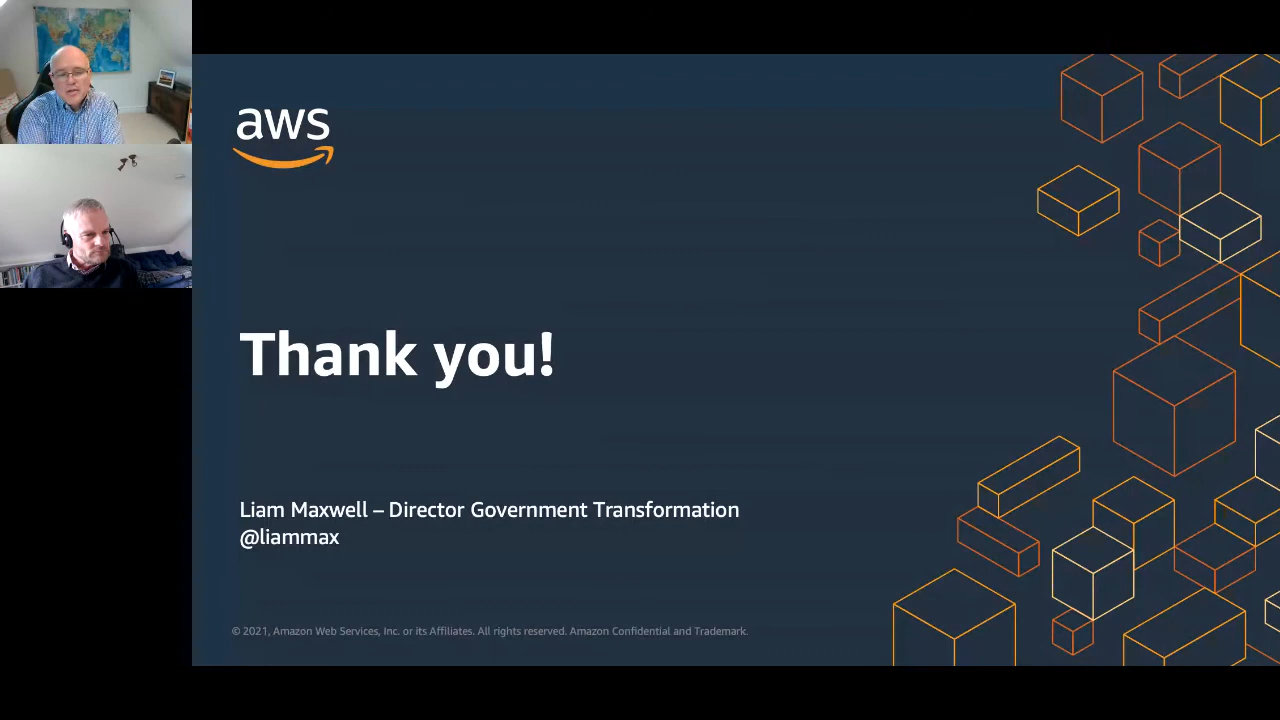 aws
Thank you!
Liam Maxwell – Director Government Transformation
@liammax
© 2021, Amazon Web Services, Inc. or its Affiliates. All rights reserved. Amazon Confidential and Trademark.